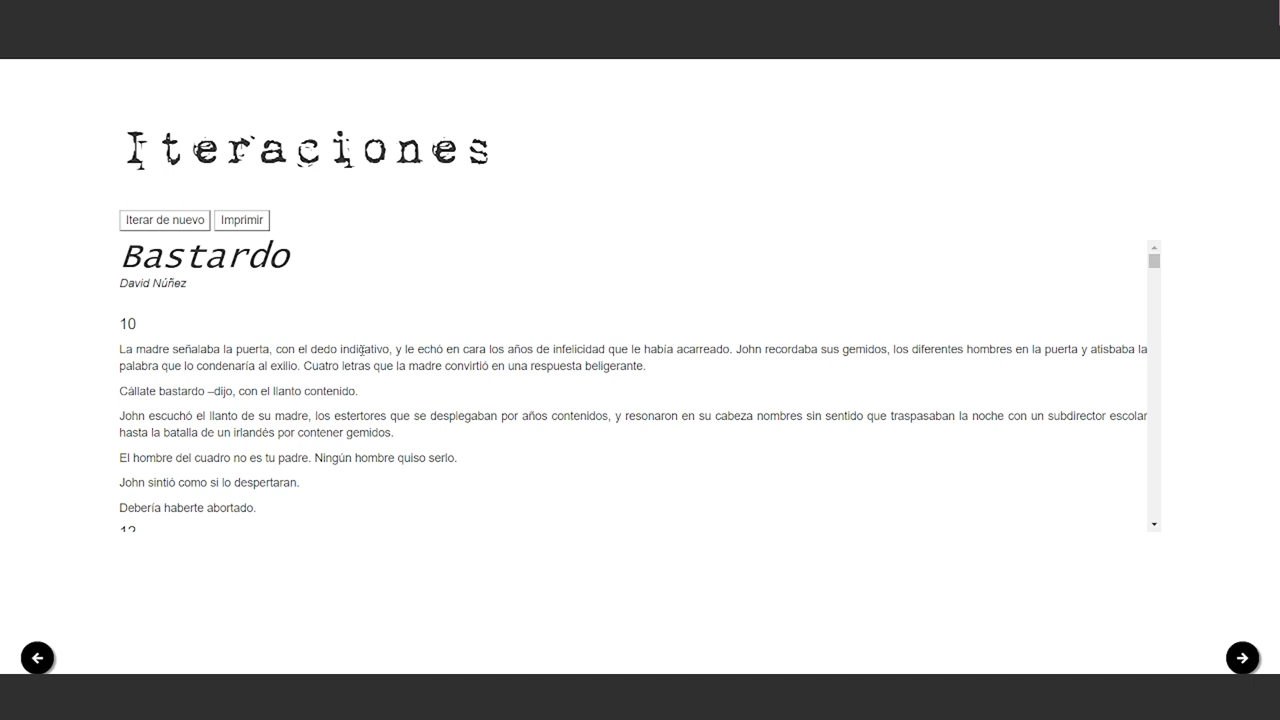 Iteraciones
Iterar de nuevo Imprimir
Bastardo
David Núñez
10
La madre señalaba la puerta, con el dedo indicativo, y le echó en cara los años de infelicidad que le había acarreado. John recordaba sus gemidos, los diferentes hombres en la puerta y atisbaba la
palabra que lo condenaría al exilio. Cuatro letras que la madre convirtió en una respuesta beligerante.
Cállate bastardo –dijo, con el llanto contenido.
John escuchó el llanto de su madre, los estertores que se desplegaban por años contenidos, y resonaron en su cabeza nombres sin sentido que traspasaban la noche con un subdirector escolar
hasta la batalla de un irlandés por contener gemidos.
El hombre del cuadro no es tu padre. Ningún hombre quiso serlo.
John sintió como si lo despertaran.
Debería haberte abortado.